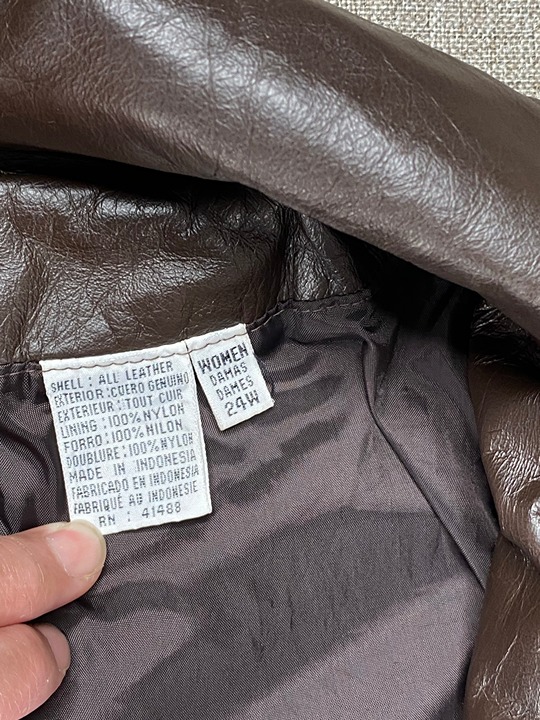 SHELL : ALL LEATHER
EXTERIOR : CUERO GENUINO
EXTERIEUR : TOUT CUIR
LINING : 100% NYLON
FORRO : 100% NILON
DOUBLURE : 100% NYLON
MADE IN INDONESIA
FABRICADO EN INDONESIA
FABRIQUÉ AU INDONESIE
RN : 41488
WOMEN
DAMAS
DAMES
24W